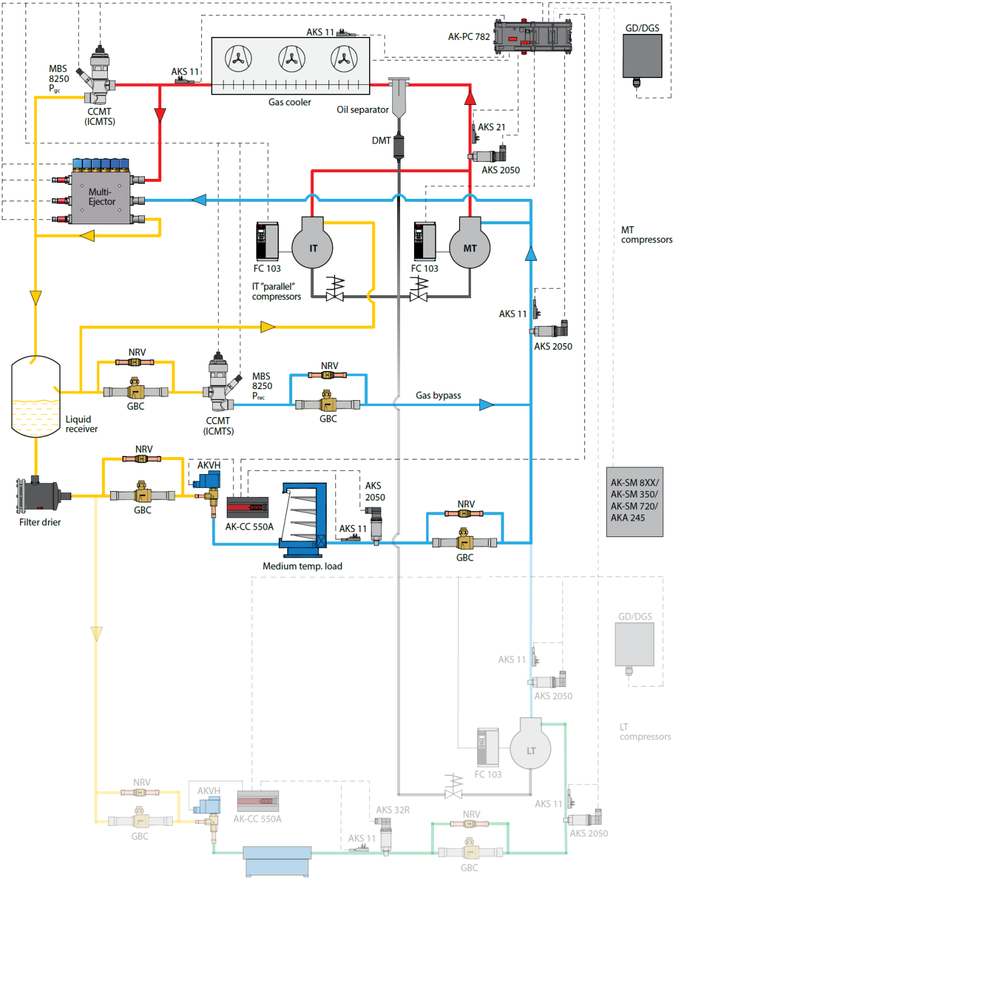 AKS 11
AK-PC 782
GD/DGS
MBS
8250
Pgc
AKS 11
CCMT
(ICMTS)
Gas cooler
Oil separator
AKS 21
DMT
AKS 2050
Multi-
Ejector
IT
MT
FC 103
FC 103
MT
compressors
IT "parallel"
compressors
AKS 11
AKS 2050
NRV
NRV
MBS
8250
Prec
GBC
Gas bypass
GBC
CCMT
(ICMTS)
Liquid
receiver
NRV
AKVH
AKS
2050
AK-SM 8XX/
AK-SM 350/
AK-SM 720/
AKA 245
NRV
GBC
Filter drier
AK-CC 550A
AKS 11
GBC
Medium temp. load
GD/DGS
AKS 11
AKS 2050
LT
compressors
LT
FC 103
NRV
AKVH
AKS 11
AKS 32R
NRV
GBC
AK-CC 550A
AKS 11
AKS 2050
GBC